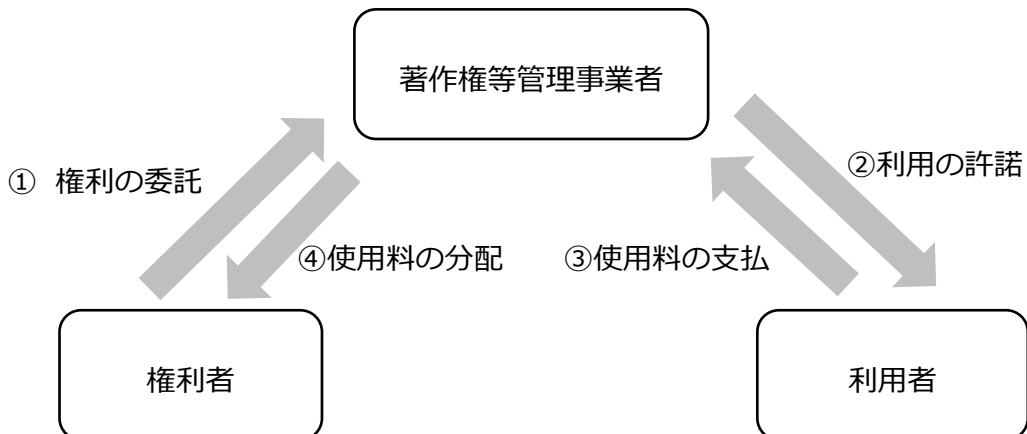 著作権等管理事業者
① 権利の委託
②利用の許諾
④使用料の分配
③使用料の支払
権利者
利用者